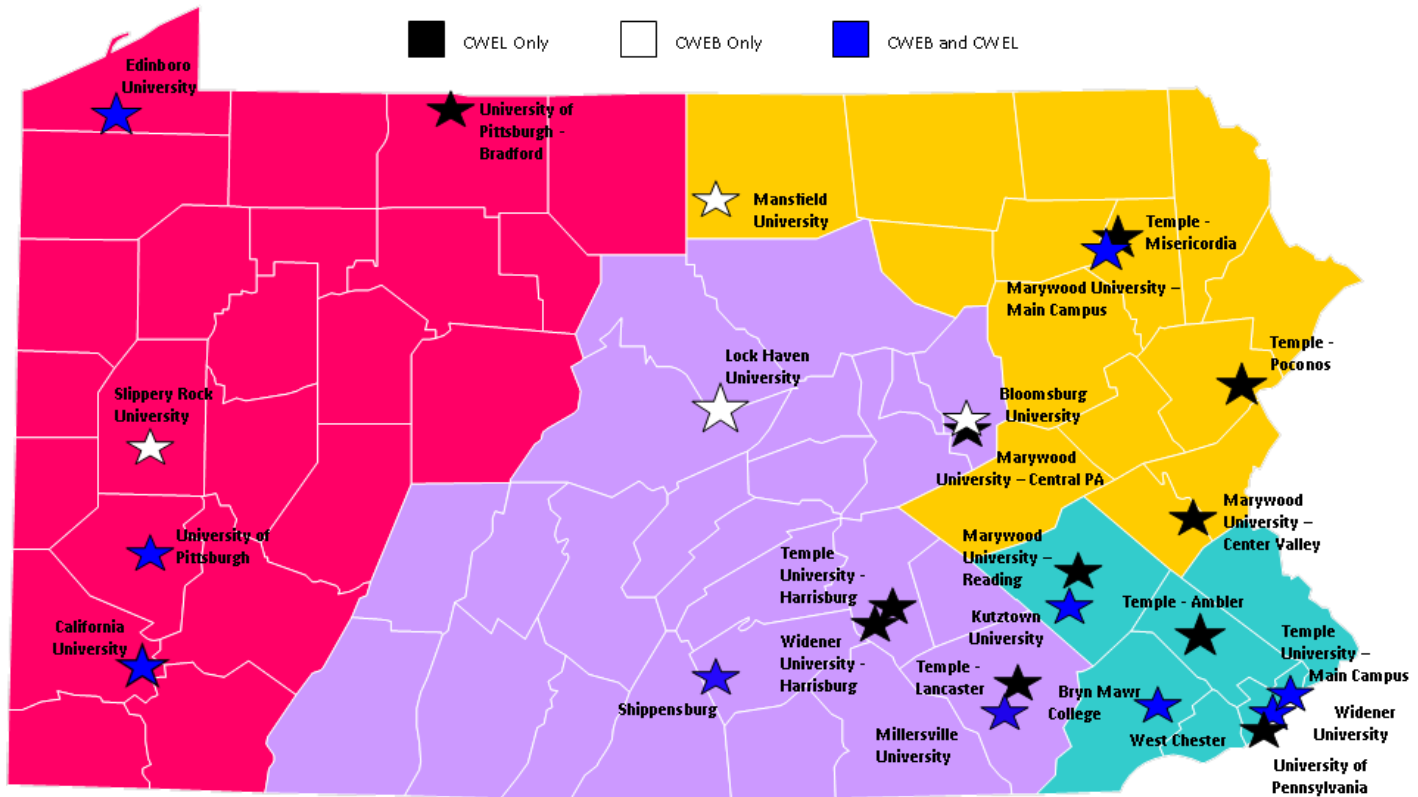 CWEL Only
CWEB Only
CWEB and CWEL
Edinboro
University
University of
Pittsburgh -
Bradford
Mansfield
University
Temple -
Misericordia
Marywood University –
Main Campus
Temple -
Poconos
Lock Haven
University
Slippery Rock
University
Bloomsburg
University
Marywood
University – Central PA
Marywood
University –
Center Valley
University of
Pittsburgh
Marywood
University –
Reading
Temple
University -
Harrisburg
Temple - Ambler
Kutztown
University
California
University
Temple
University –
Main Campus
Widener
University -
Harrisburg
Temple -
Lancaster
Bryn Mawr
College
Shippensburg
West Chester
Widener
University
Millersville
University
University of
Pennsylvania